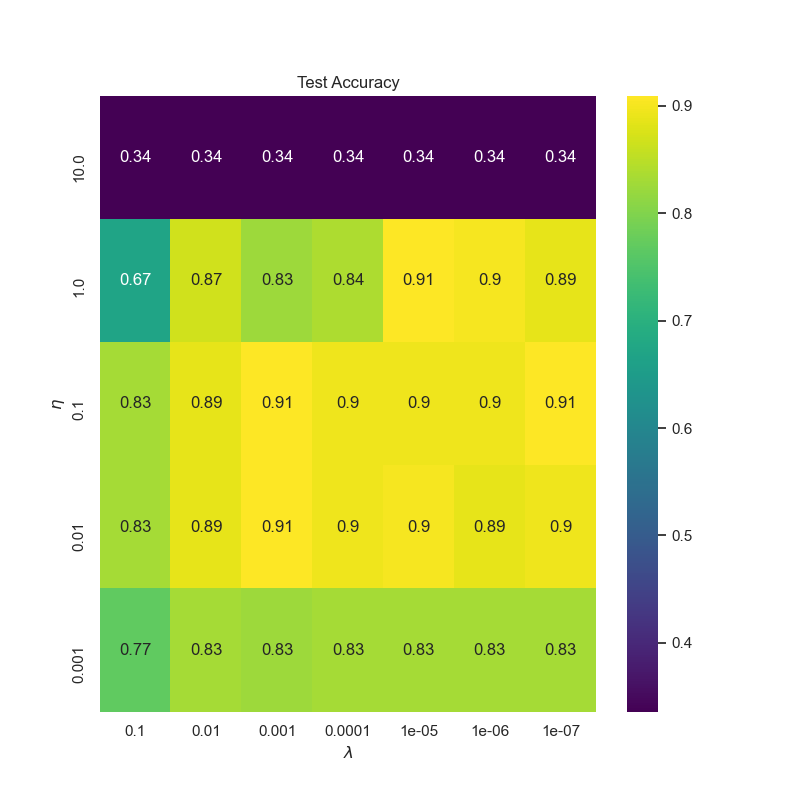 Test Accuracy
10.0 0.34 0.34 0.34 0.34 0.34 0.34 0.34
1.0 0.67 0.87 0.83 0.84 0.91 0.9 0.89
η
0.1 0.83 0.89 0.91 0.9 0.9 0.9 0.91
0.01 0.83 0.89 0.91 0.9 0.9 0.89 0.9
0.001 0.77 0.83 0.83 0.83 0.83 0.83 0.83
0.1 0.01 0.001 0.0001 1e-05 1e-06 1e-07
λ
0.9
0.8
0.7
0.6
0.5
0.4